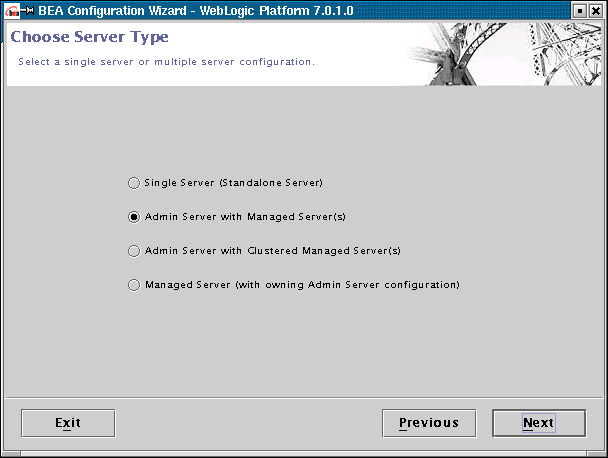 BEA Configuration Wizard - WebLogic Platform 7.0.1.0
Choose Server Type
Select a single server or multiple server configuration.
Single Server (Standalone Server)
Admin Server with Managed Server(s)
Admin Server with Clustered Managed Server(s)
Managed Server (with owning Admin Server configuration)
Exit
Previous
Next